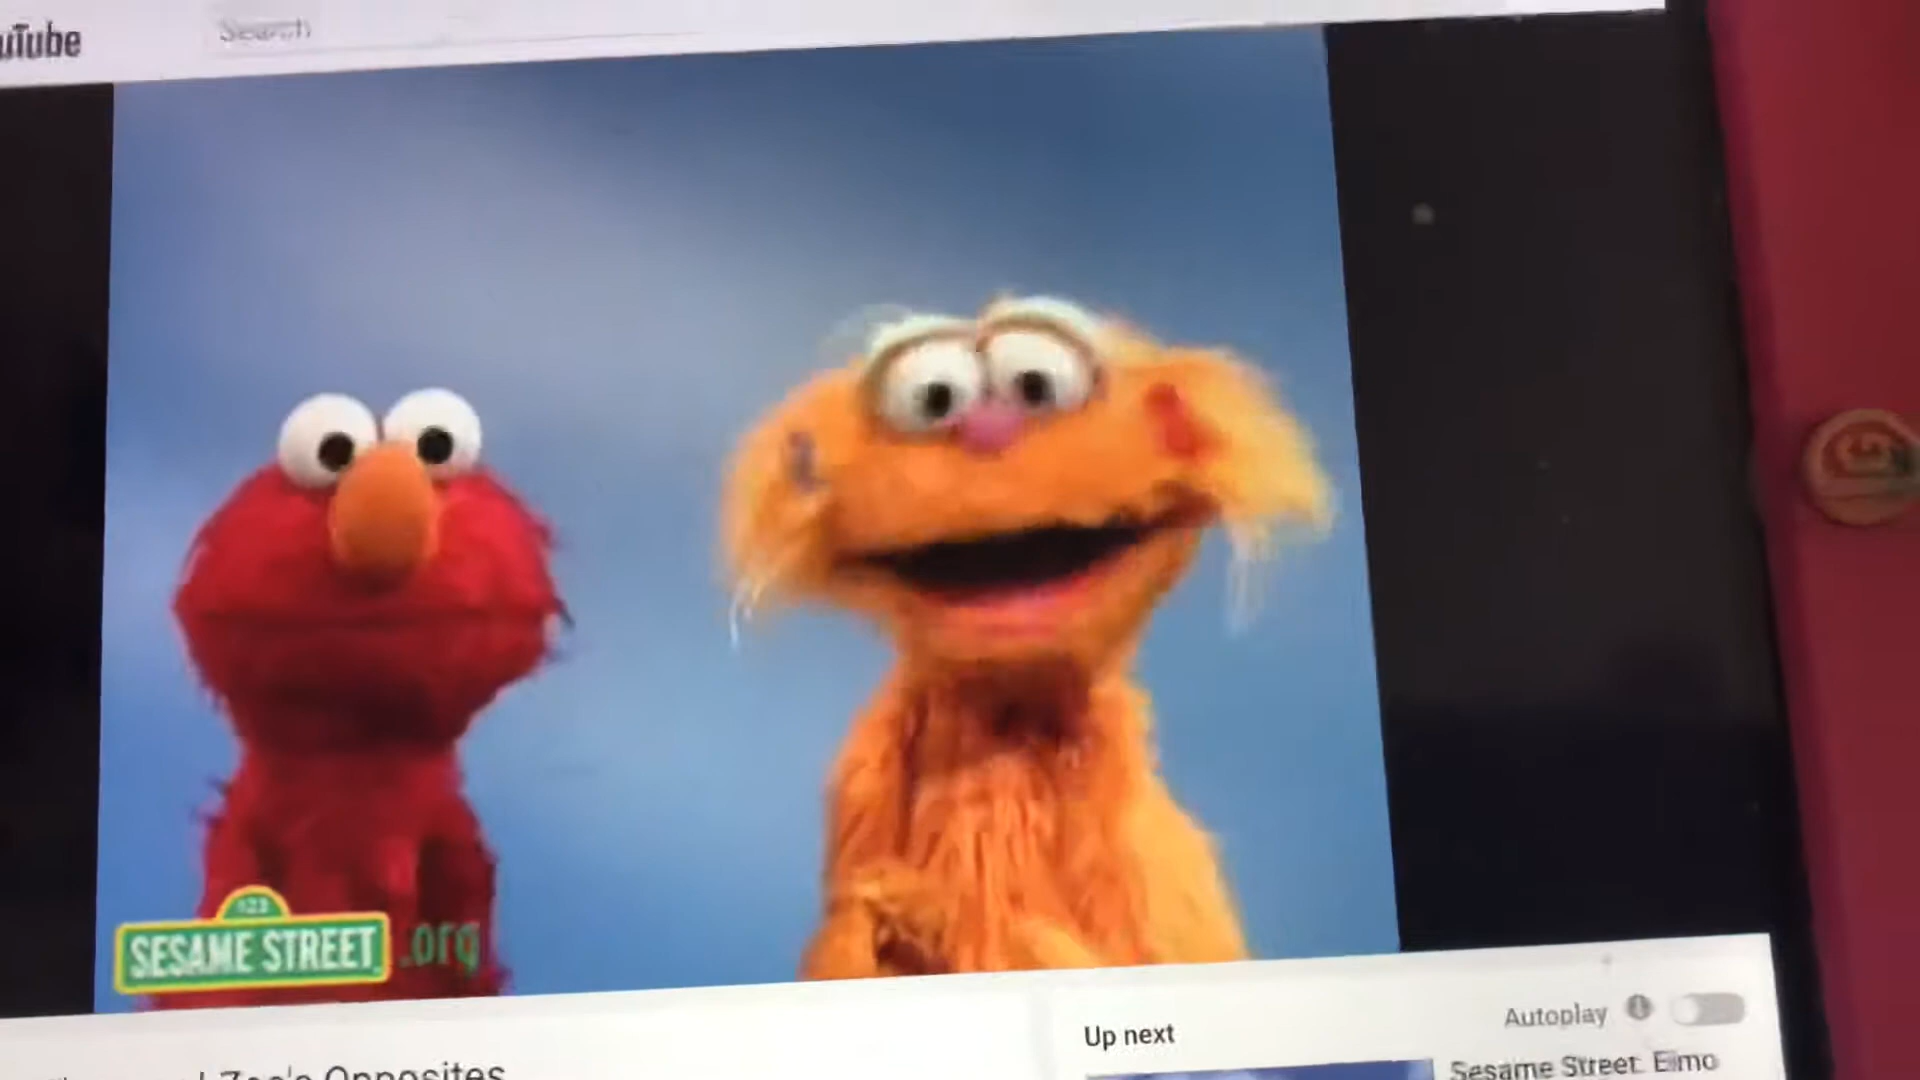 uTube
Search
123
SESAME STREET
.org
Zoe's Opposites
Up next
Autoplay
Sesame Street: Elmo